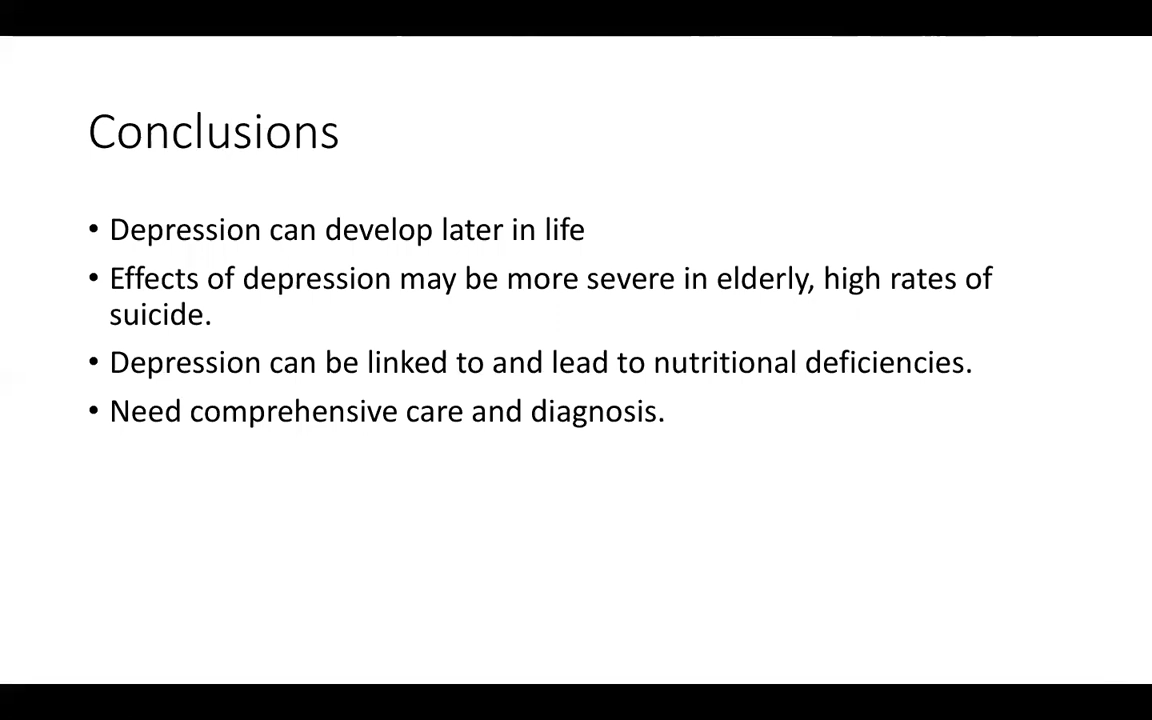 Conclusions
• Depression can develop later in life
• Effects of depression may be more severe in elderly, high rates of
suicide.
• Depression can be linked to and lead to nutritional deficiencies.
• Need comprehensive care and diagnosis.